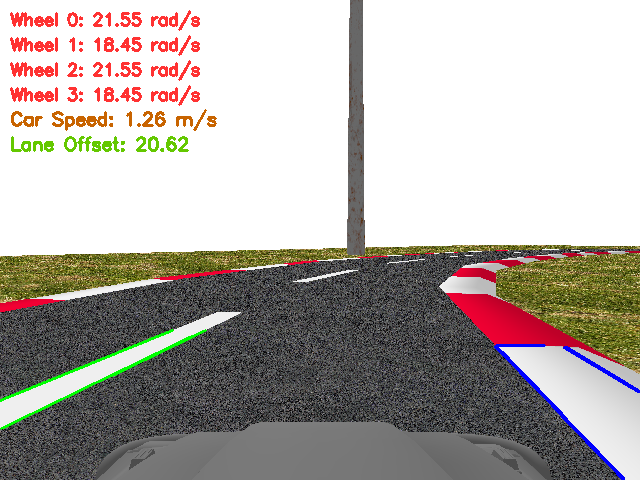 Wheel 0: 21.55 rad/s
Wheel 1: 18.45 rad/s
Wheel 2: 21.55 rad/s
Wheel 3: 18.45 rad/s
Car Speed: 1.26 m/s
Lane Offset: 20.62